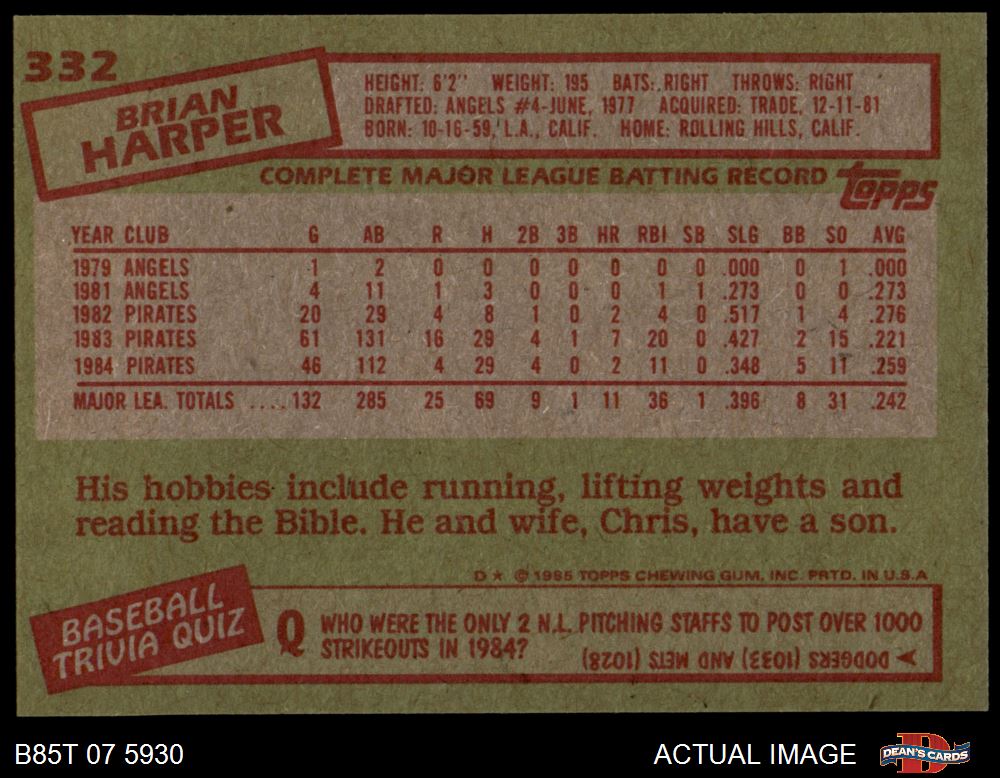 332
BRIAN
HARPER
HEIGHT: 6'2" WEIGHT: 195 BATS: RIGHT THROWS: RIGHT
DRAFTED: ANGELS #4-JUNE, 1977 ACQUIRED: TRADE, 12-11-81
BORN: 10-16-59, L.A., CALIF. HOME: ROLLING HILLS, CALIF.
COMPLETE MAJOR LEAGUE BATTING RECORD topps
YEAR CLUB G AB R H 2B 3B HR RBI SB SLG BB SO AVG
1979 ANGELS 1 2 0 0 0 0 0 0 0 .000 0 1 .000
1981 ANGELS 4 11 1 3 0 0 0 1 1 .273 0 0 .273
1982 PIRATES 20 29 4 8 1 0 2 4 0 .517 1 4 .276
1983 PIRATES 61 131 16 29 4 1 7 20 0 .427 2 15 .221
1984 PIRATES 46 112 4 29 4 0 2 11 0 .348 5 11 .259
MAJOR LEA. TOTALS .... 132 285 25 69 9 1 11 36 1 .396 8 31 .242
His hobbies include running, lifting weights and
reading the Bible. He and wife, Chris, have a son.
D★ © 1985 TOPPS CHEWING GUM, INC. PRTD. IN U.S.A
BASEBALL
TRIVIA QUIZ
Q WHO WERE THE ONLY 2 N.L. PITCHING STAFFS TO POST OVER 1000
STRIKEOUTS IN 1984?
DODGERS (1033) AND METS (1028)
B85T 07 5930
ACTUAL IMAGE
DEAN'S CARDS